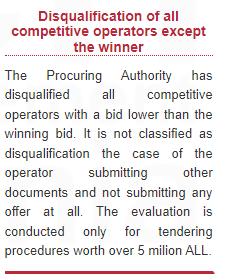 Disqualification of all
competitive operators except
the winner
The Procuring Authority has
disqualified all competitive
operators with a bid lower than the
winning bid. It is not classified as
disqualification the case of the
operator submitting other
documents and not submitting any
offer at all. The evaluation is
conducted only for tendering
procedures worth over 5 milion ALL.